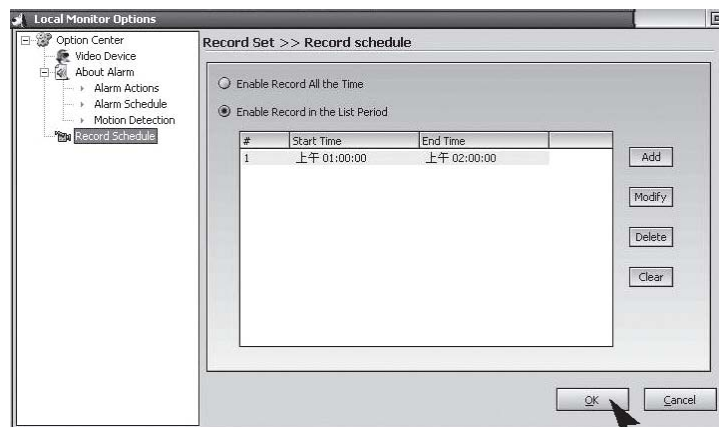 Local Monitor Options
Option Center
Video Device
About Alarm
Alarm Actions
Alarm Schedule
Motion Detection
Record Schedule
Record Set >> Record schedule
Enable Record All the Time
Enable Record in the List Period
# Start Time End Time
1 上午 01:00:00 上午 02:00:00
Add
Modify
Delete
Clear
OK Cancel